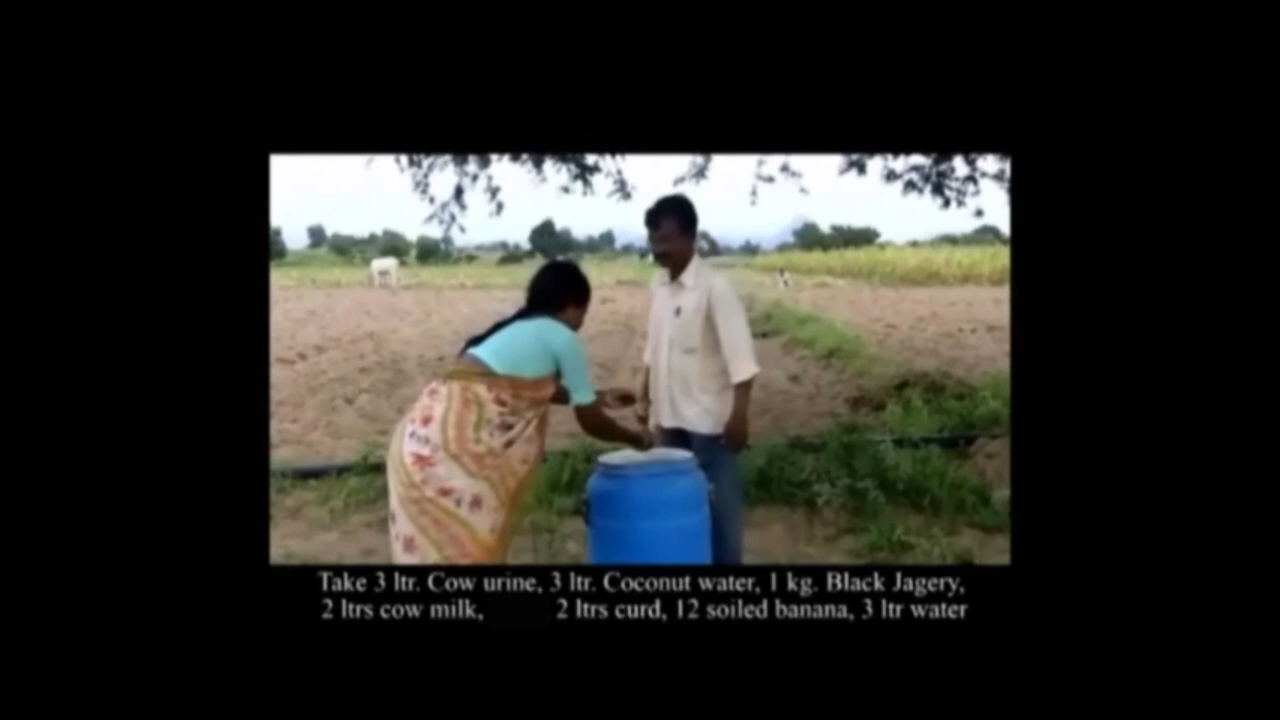 Take 3 ltr. Cow urine, 3 ltr. Coconut water, 1 kg. Black Jagery,
2 ltrs cow milk, 2 ltrs curd, 12 soiled banana, 3 ltr water